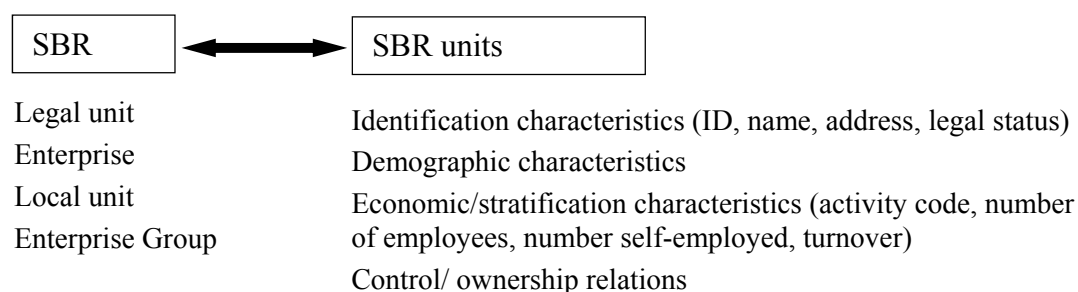 SBR
SBR units
Legal unit
Enterprise
Local unit
Enterprise Group
Identification characteristics (ID, name, address, legal status)
Demographic characteristics
Economic/stratification characteristics (activity code, number
of employees, number self-employed, turnover)
Control/ ownership relations